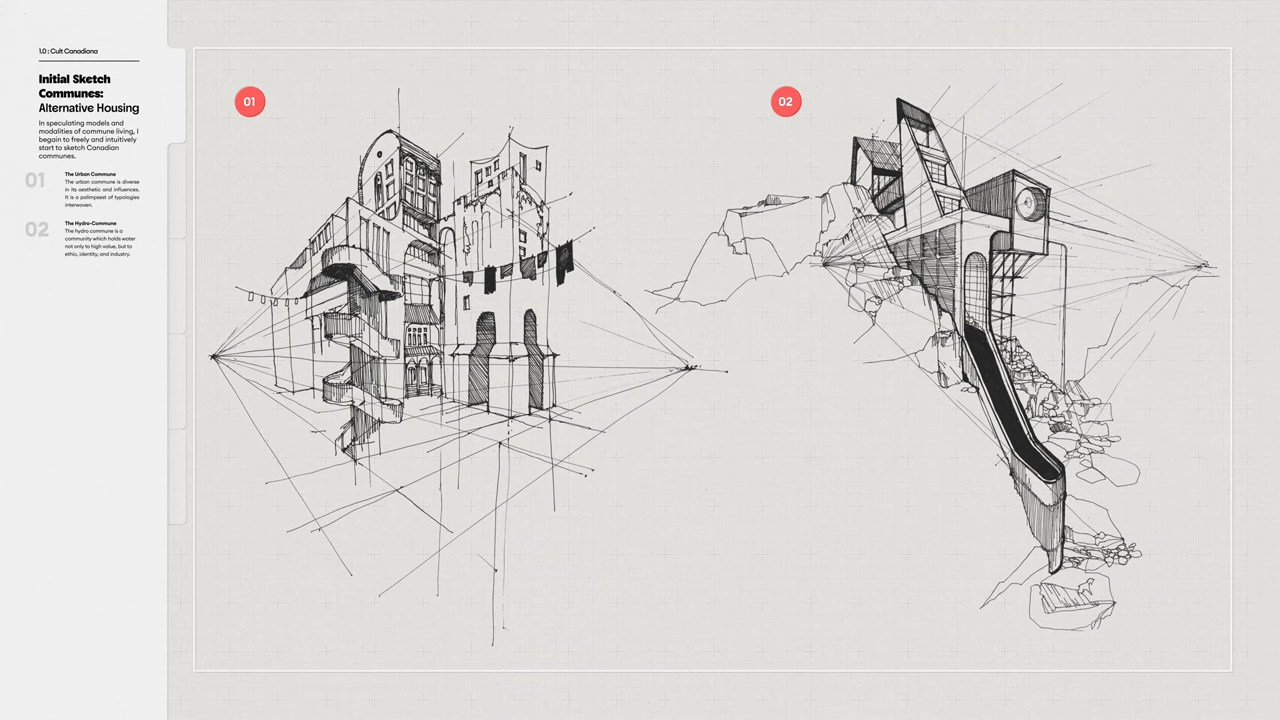 1.0 : Cult Canadiana
Initial Sketch
Communes:
Alternative Housing
In speculating models and
modalities of commune living, I
begain to freely and intuitively
start to sketch Canadian
communes.
01
The Urban Commune
The urban commune is diverse
in its aesthetic and influences.
It is a palimpsest of typologies
interwoven.
02
The Hydro-Commune
The hydro commune is a
community which holds water
not only to high value, but to
ethic, identity, and industry.
01
02